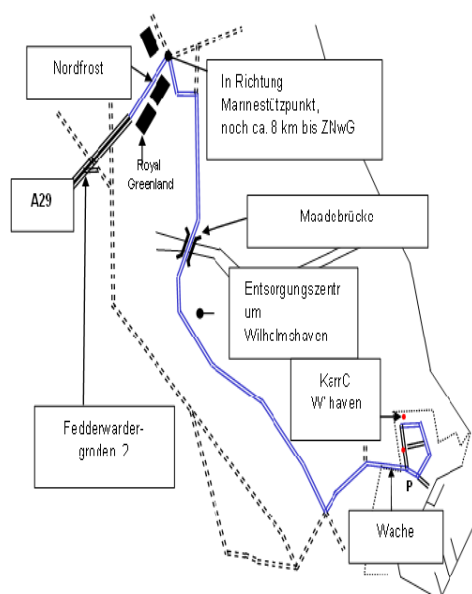 Nordfrost
In Richtung
Marinestützpunkt,
noch ca. 8 km bis ZNwG
Royal
Greenland
A29
Maadebrücke
Entsorgungszentr
um
Wilhelmshaven
KarrC
W'haven
Fedderwarder-
groden 2
P
Wache